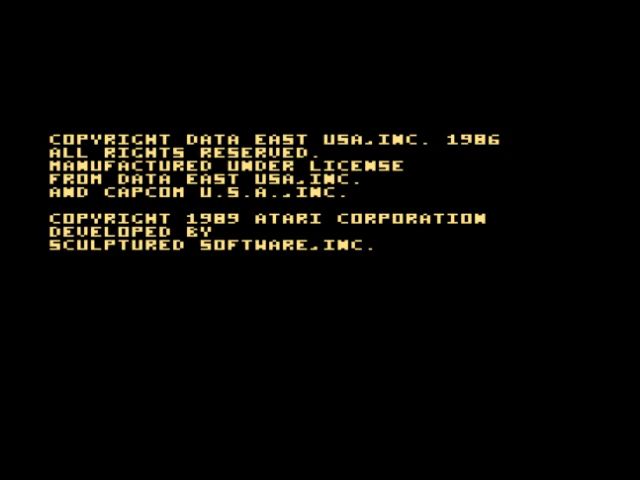 COPYRIGHT DATA EAST USA,INC. 1986
ALL RIGHTS RESERVED.
MANUFACTURED UNDER LICENSE
FROM DATA EAST USA,INC.
AND CAPCOM U.S.A.,INC.
COPYRIGHT 1989 ATARI CORPORATION
DEVELOPED BY
SCULPTURED SOFTWARE,INC.